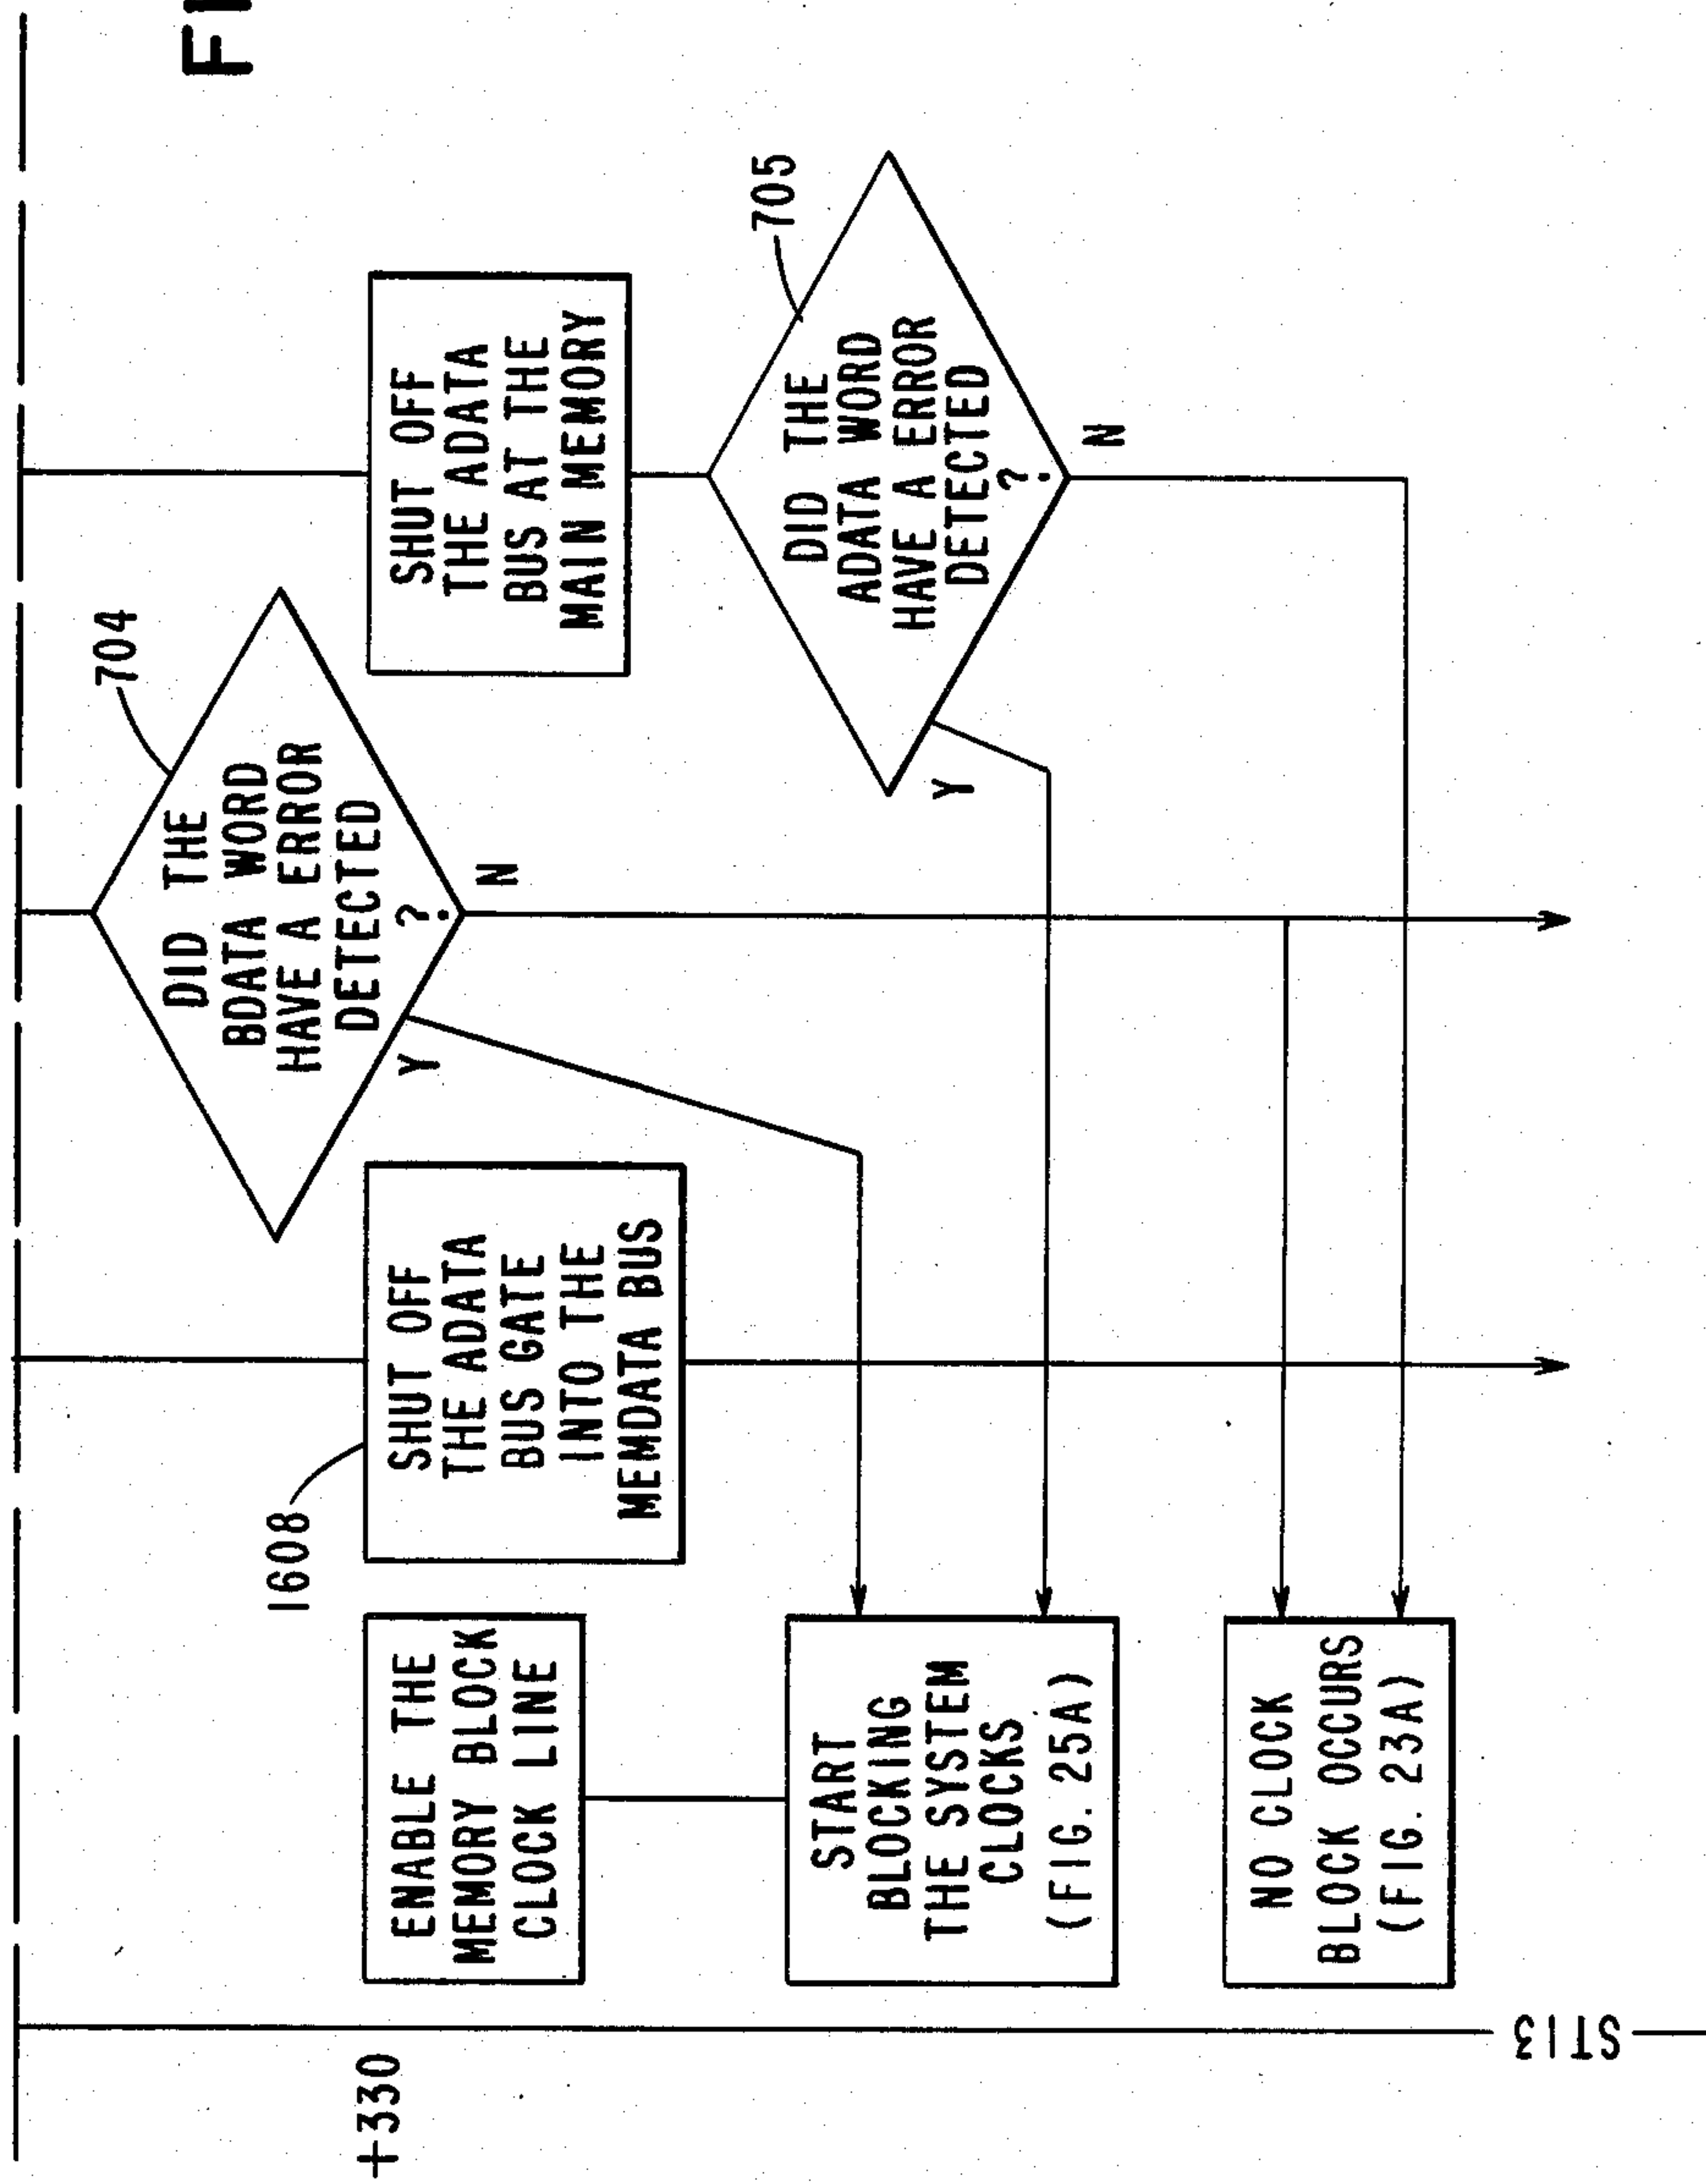 FI
704
DID THE
BDATA WORD
HAVE A ERROR
DETECTED
?
Y
N
+330
ENABLE THE
MEMORY BLOCK
CLOCK LINE
1608
SHUT OFF
THE ADATA
BUS GATE
INTO THE
MEMDATA BUS
SHUT OFF
THE ADATA
BUS AT THE
MAIN MEMORY
705
DID THE
ADATA WORD
HAVE A ERROR
DETECTED
?
Y
N
START
BLOCKING
THE SYSTEM
CLOCKS
(FIG. 25A)
NO CLOCK
BLOCK OCCURS
(FIG. 23A)
ST13